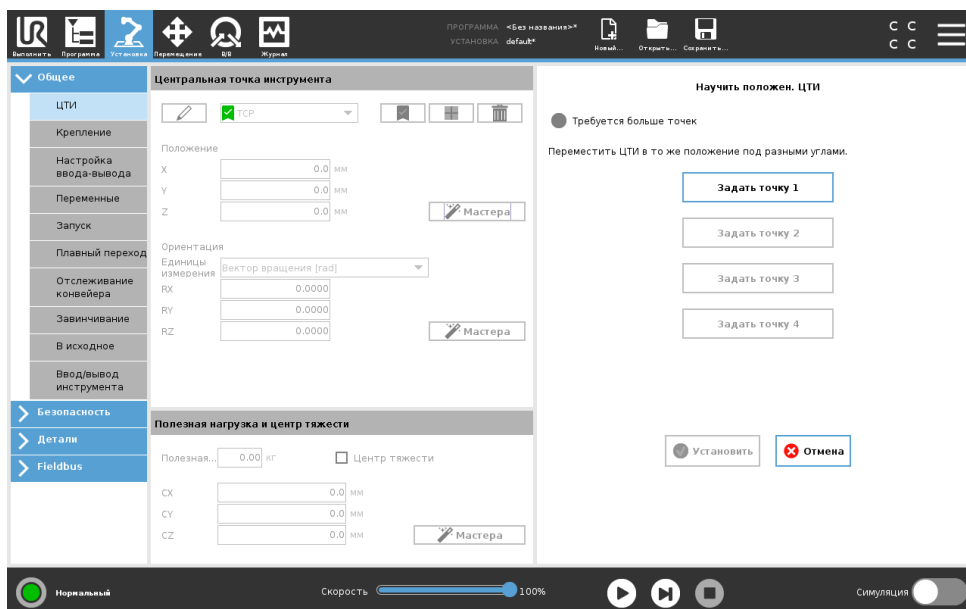 UR
Выполнить
Программа
Установка
Перемещение
В/В
Журнал
ПРОГРАММА <Без названия>*
УСТАНОВКА default*
Новый...
Открыть...
Сохранить...
C C
C C
Общее
ЦТИ
Крепление
Настройка
ввода-вывода
Переменные
Запуск
Плавный переход
Отслеживание
конвейера
Завинчивание
В исходное
Ввод/вывод
инструмента
Безопасность
Детали
Fieldbus
Центральная точка инструмента
TCP
Положение
X 0.0 мм
Y 0.0 мм
Z 0.0 мм
Мастера
Ориентация
Единицы
измерения
Вектор вращения [rad]
RX 0.0000
RY 0.0000
RZ 0.0000
Мастера
Полезная нагрузка и центр тяжести
Полезная... 0.00 кг
Центр тяжести
CX 0.0 мм
CY 0.0 мм
CZ 0.0 мм
Мастера
Научить положен. ЦТИ
Требуется больше точек
Переместить ЦТИ в то же положение под разными углами.
Задать точку 1
Задать точку 2
Задать точку 3
Задать точку 4
Установить
Отмена
Нормальный
Скорость 100%
Симуляция